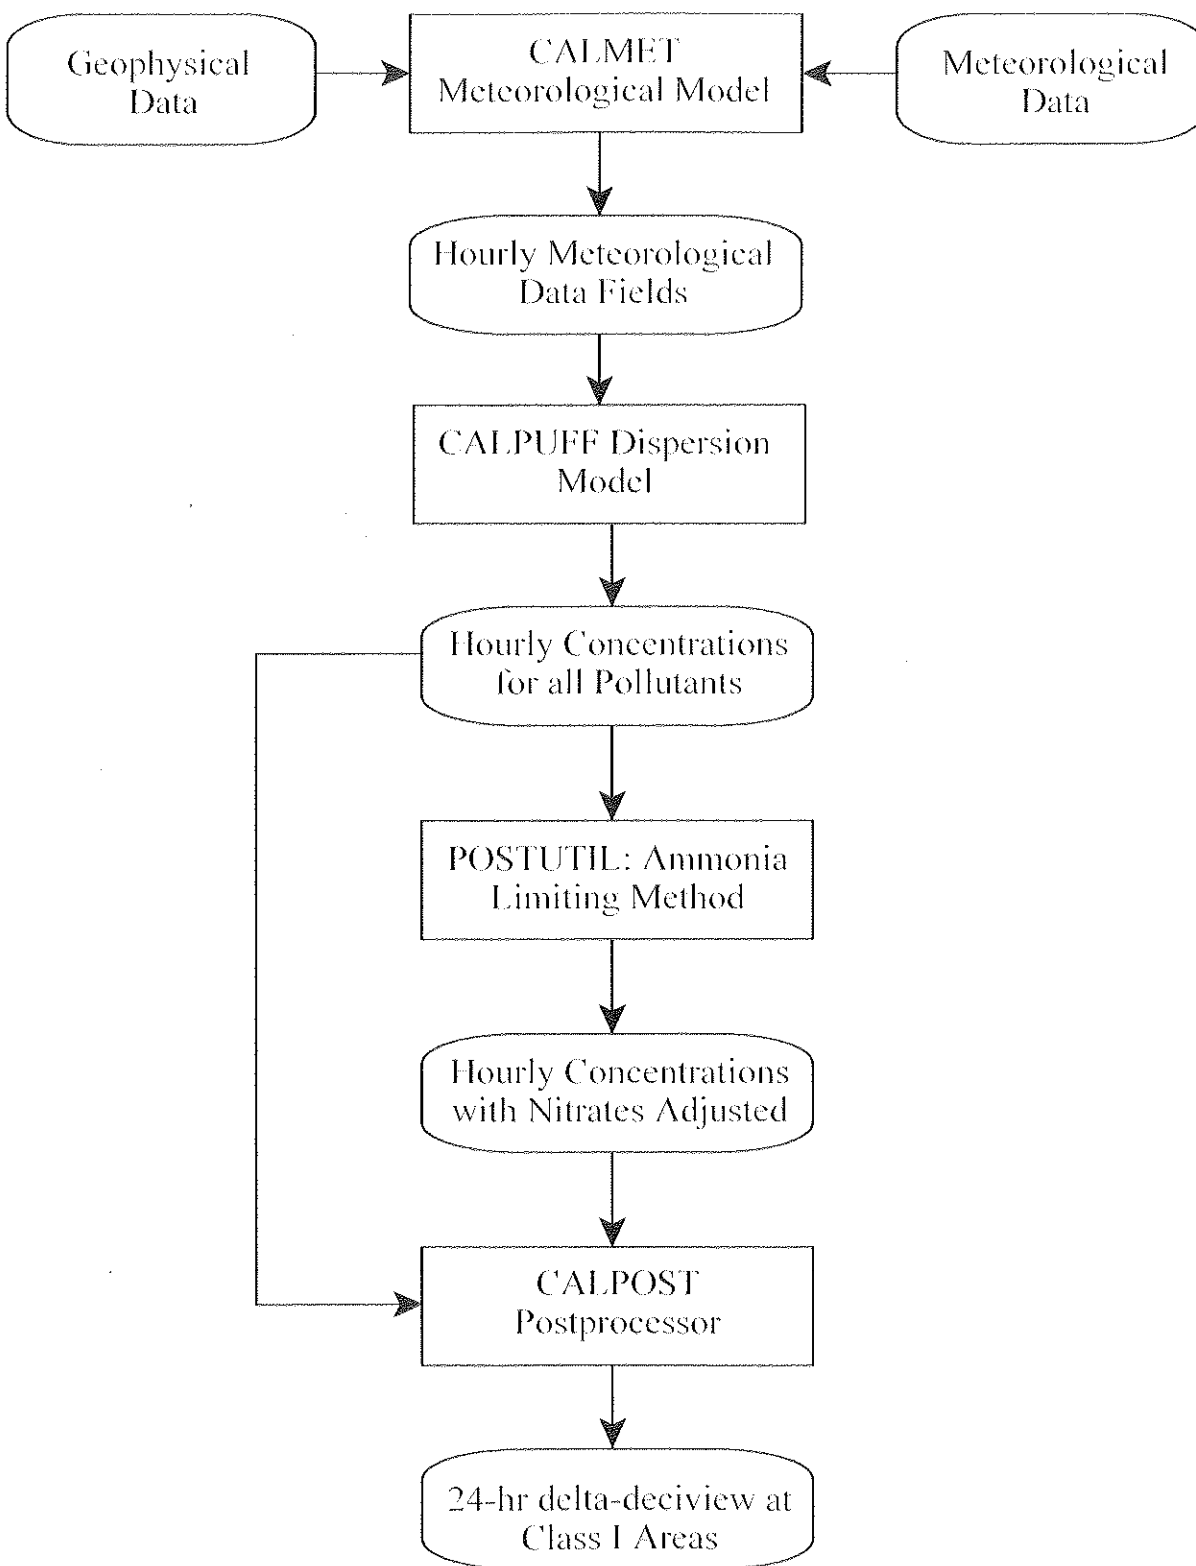 Geophysical
Data
CALMET
Meteorological Model
Meteorological
Data
Hourly Meteorological
Data Fields
CALPUFF Dispersion
Model
Hourly Concentrations
for all Pollutants
POSTUTIL: Ammonia
Limiting Method
Hourly Concentrations
with Nitrates Adjusted
CALPOST
Postprocessor
24-hr delta-deciview at
Class I Areas